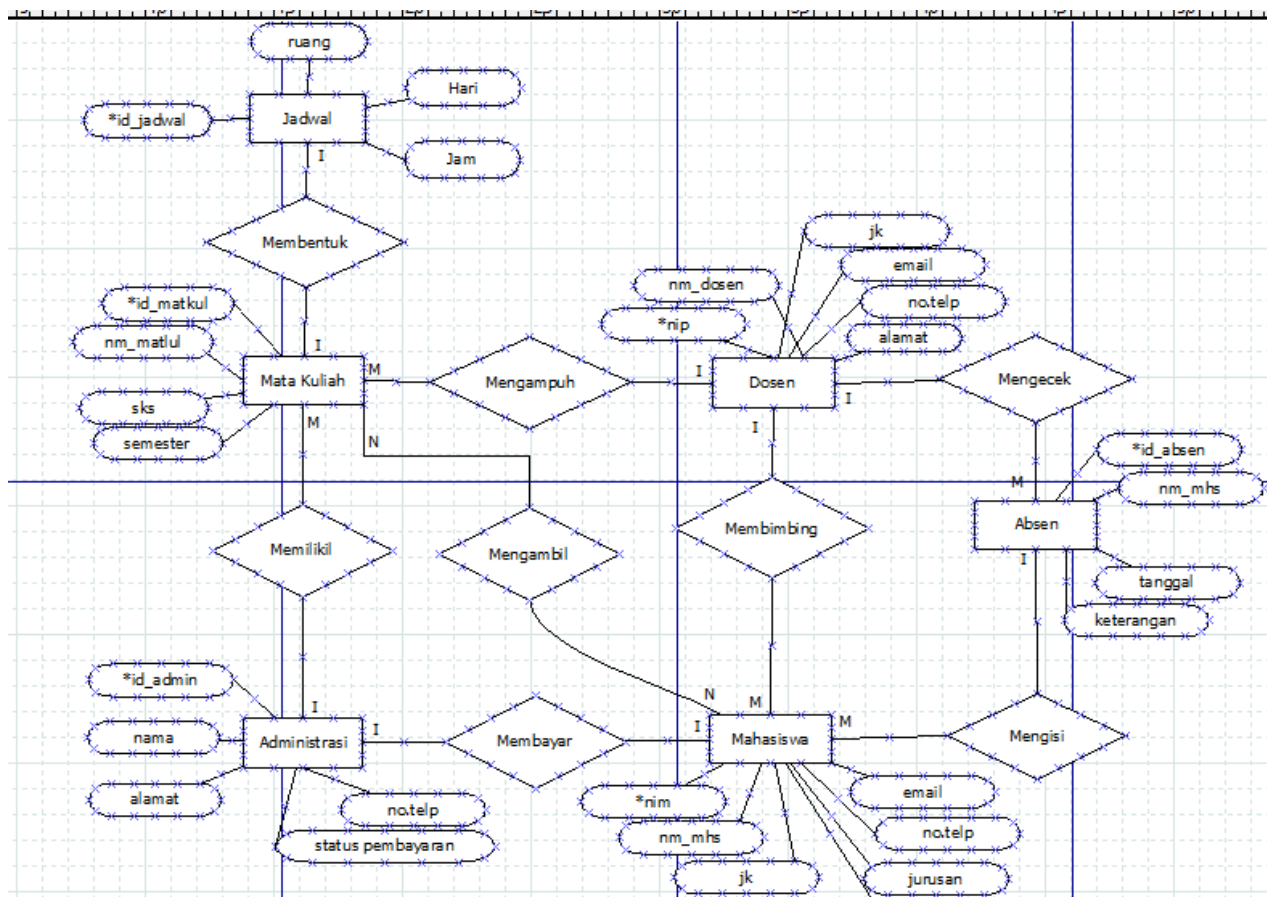 ruang
Hari
*id_jadwal
Jadwal
Jam
I
Membentuk
jk
email
nm_dosen
*id_matkul
no.telp
*nip
nm_matlul
alamat
I
Mata Kuliah
M
Mengampuh
I
Dosen
I
Mengecek
sks
M
I
semester
N
*id_absen
M
nm_mhs
Absen
Membimbing
Memilikil
Mengambil
I
tanggal
keterangan
*id_admin
N
M
I
I
I
M
nama
Administrasi
Membayar
Mahasiswa
Mengisi
alamat
no.telp
*nim
email
status pembayaran
nm_mhs
no.telp
jk
jurusan